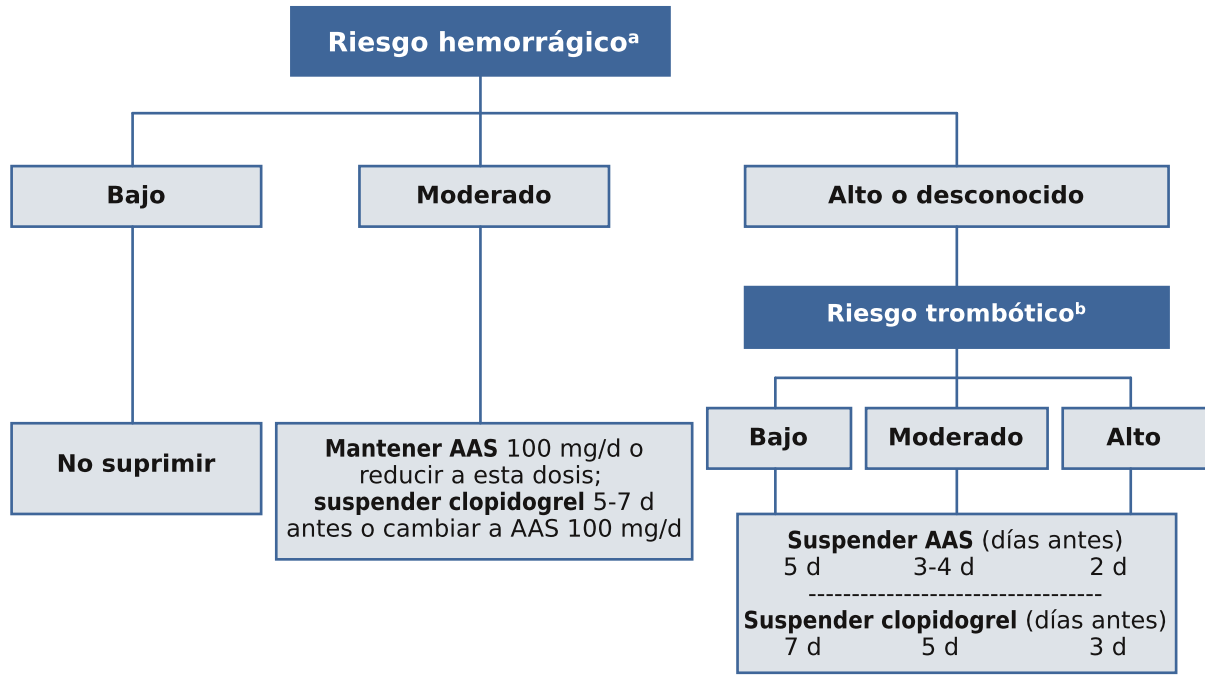 Riesgo hemorrágicoᵃ
Bajo
Moderado
Alto o desconocido
Riesgo trombóticoᵇ
Bajo
Moderado
Alto
No suprimir
Mantener AAS 100 mg/d o
reducir a esta dosis;
suspender clopidogrel 5-7 d
antes o cambiar a AAS 100 mg/d
Suspender AAS (días antes)
5 d 3-4 d 2 d
----------------------------------
Suspender clopidogrel (días antes)
7 d 5 d 3 d